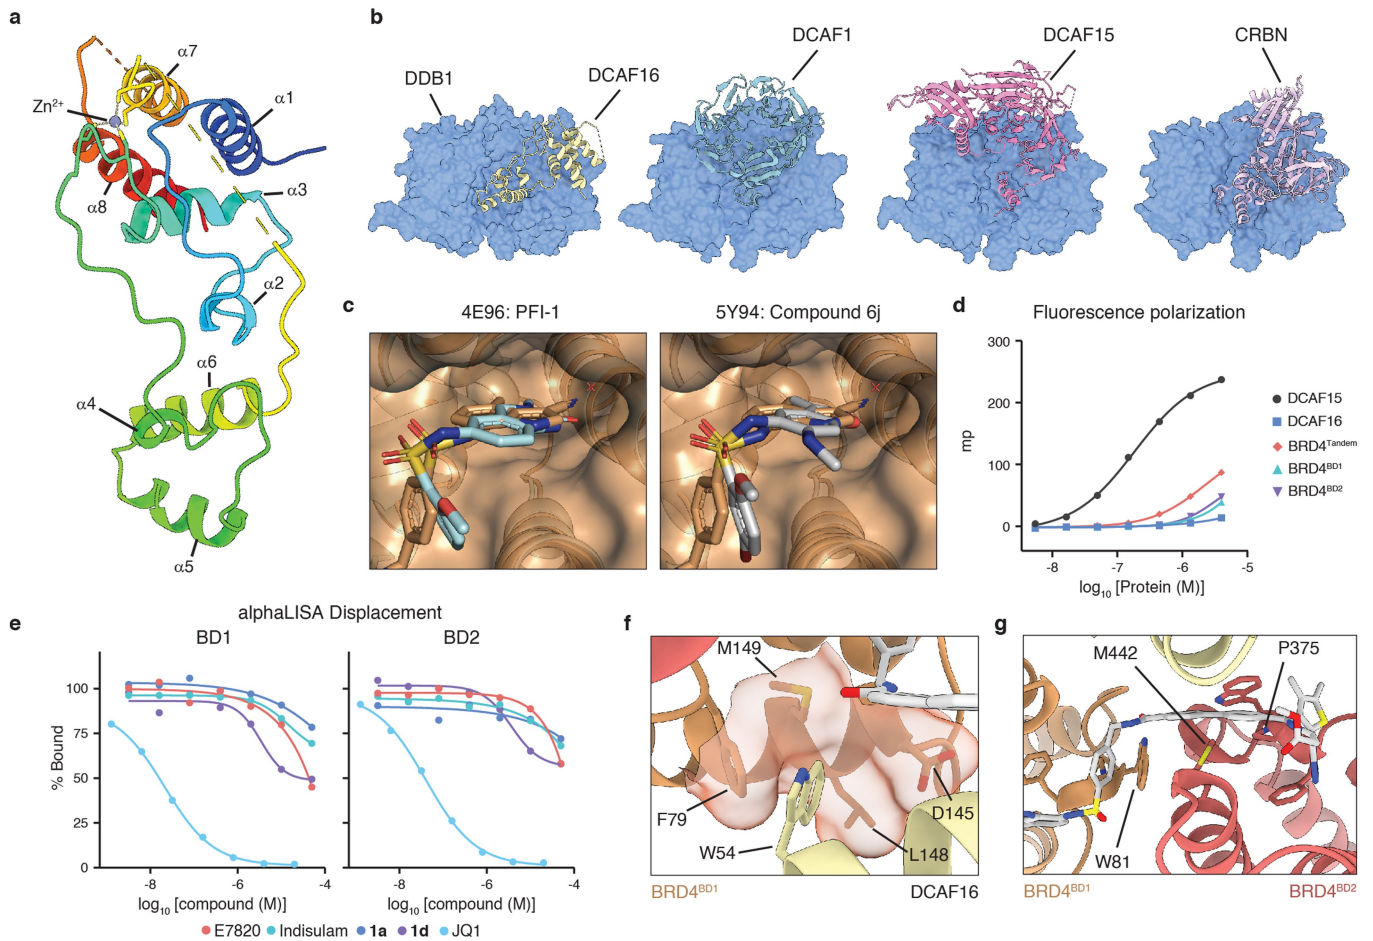 a
α7
Zn2+
α1
α8
α3
α2
α6
α4
α5
b
DDB1
DCAF16
DCAF1
DCAF15
CRBN
c
4E96: PFI-1
5Y94: Compound 6j
d
Fluorescence polarization
300
200
100
0
mp
-8
-7
-6
-5
log10 [Protein (M)]
DCAF15
DCAF16
BRD4Tandem
BRD4BD1
BRD4BD2
e
alphaLISA Displacement
BD1
BD2
100
75
50
25
0
% Bound
-8
-6
-4
-8
-6
-4
log10 [compound (M)]
log10 [compound (M)]
E7820
Indisulam
1a
1d
JQ1
f
M149
F79
W54
D145
L148
BRD4BD1
DCAF16
g
M442
P375
W81
BRD4BD1
BRD4BD2